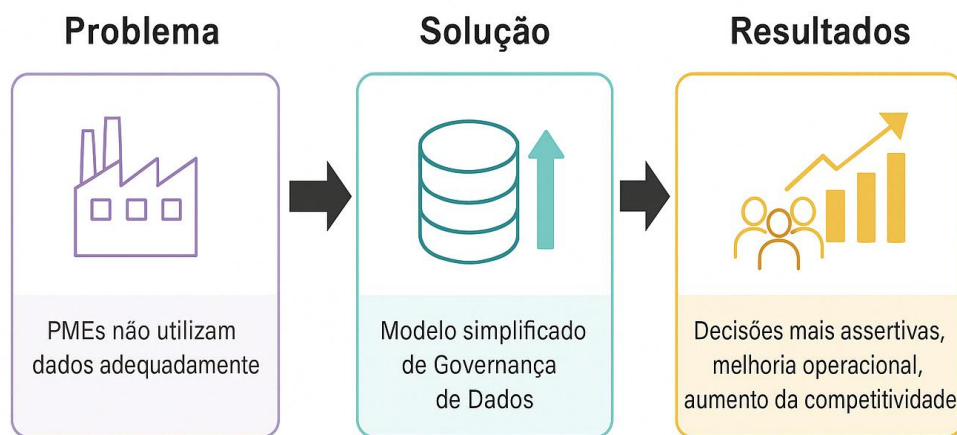 Problema
Solução
Resultados
PMEs não utilizam
dados adequadamente
Modelo simplificado
de Governança
de Dados
Decisões mais assertivas,
melhoria operacional,
aumento da competitividade